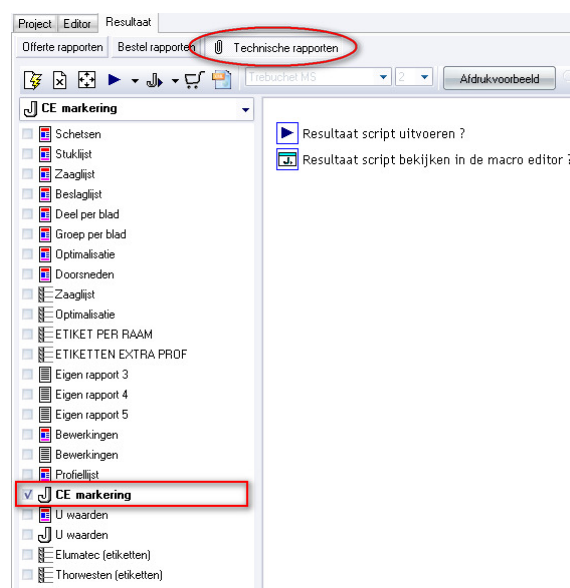 Project Editor Resultaat
Offerte rapporten Bestel rapporten Technische rapporten
Trebuchet MS 2 Afdrukvoorbeeld
CE markering
Schetsen
Stuklijst
Zaaglijst
Beslaglijst
Deel per blad
Groep per blad
Optimalisatie
Doorsneden
Zaaglijst
Optimalisatie
ETIKET PER RAAM
ETIKETTEN EXTRA PROF
Eigen rapport 3
Eigen rapport 4
Eigen rapport 5
Bewerkingen
Bewerkingen
Profiellijst
CE markering
U waarden
U waarden
Elumatec (etiketten)
Thorwesten (etiketten)
Resultaat script uitvoeren ?
Resultaat script bekijken in de macro editor ?